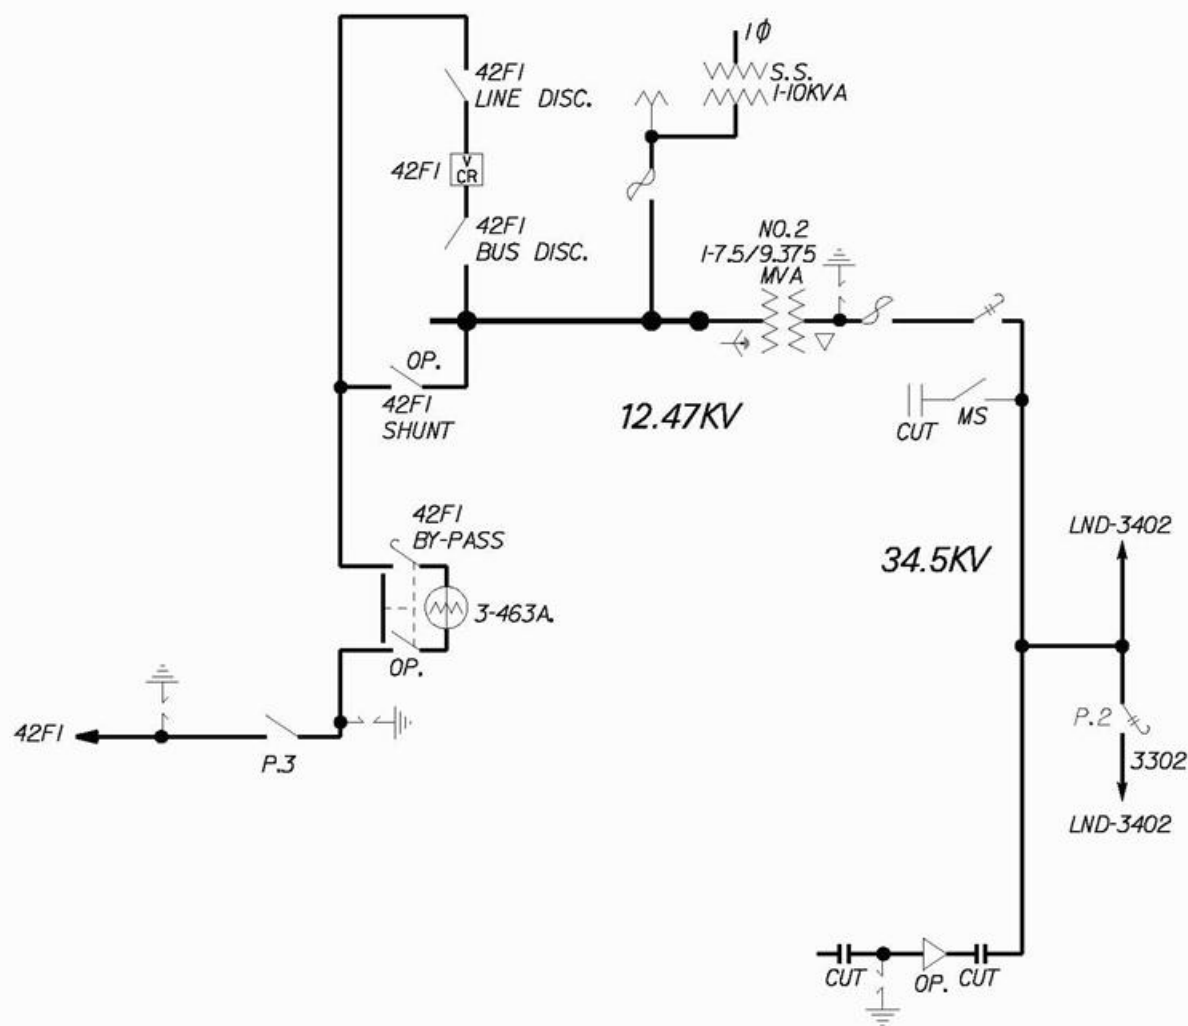 1Φ
42F1
LINE DISC.
S.S.
1-10KVA
42F1
V
CR
42F1
BUS DISC.
NO.2
1-7.5/9.375
MVA
OP.
42F1
SHUNT
12.47KV
CUT
MS
42F1
BY-PASS
34.5KV
LND-3402
3-463A.
OP.
P.2
42F1
P.3
3302
LND-3402
CUT
OP.
CUT